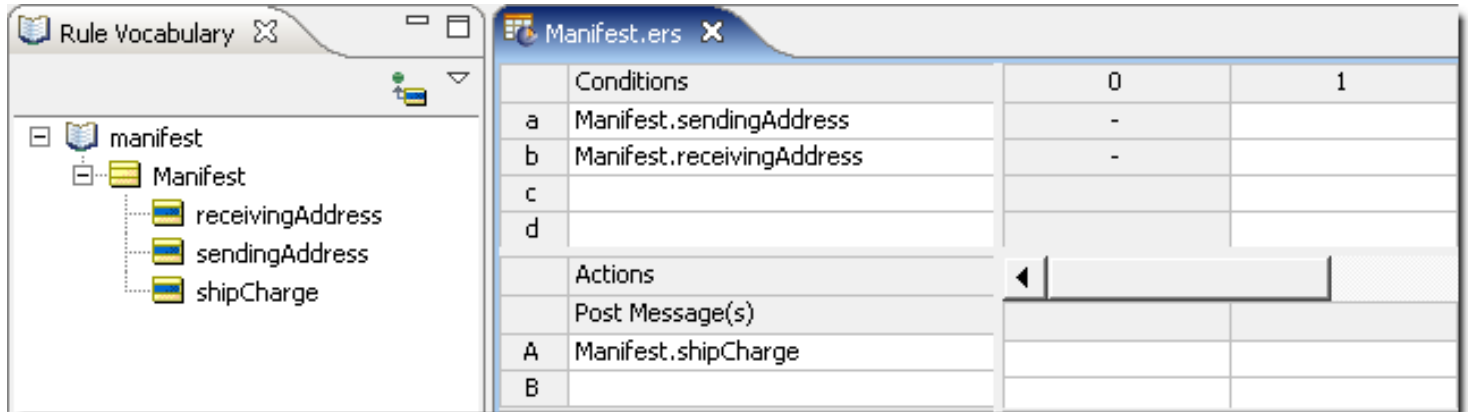 Rule Vocabulary
manifest
Manifest
receivingAddress
sendingAddress
shipCharge
Manifest.ers
Conditions 0 1
a Manifest.sendingAddress -
b Manifest.receivingAddress -
c
d
Actions
Post Message(s)
A Manifest.shipCharge
B